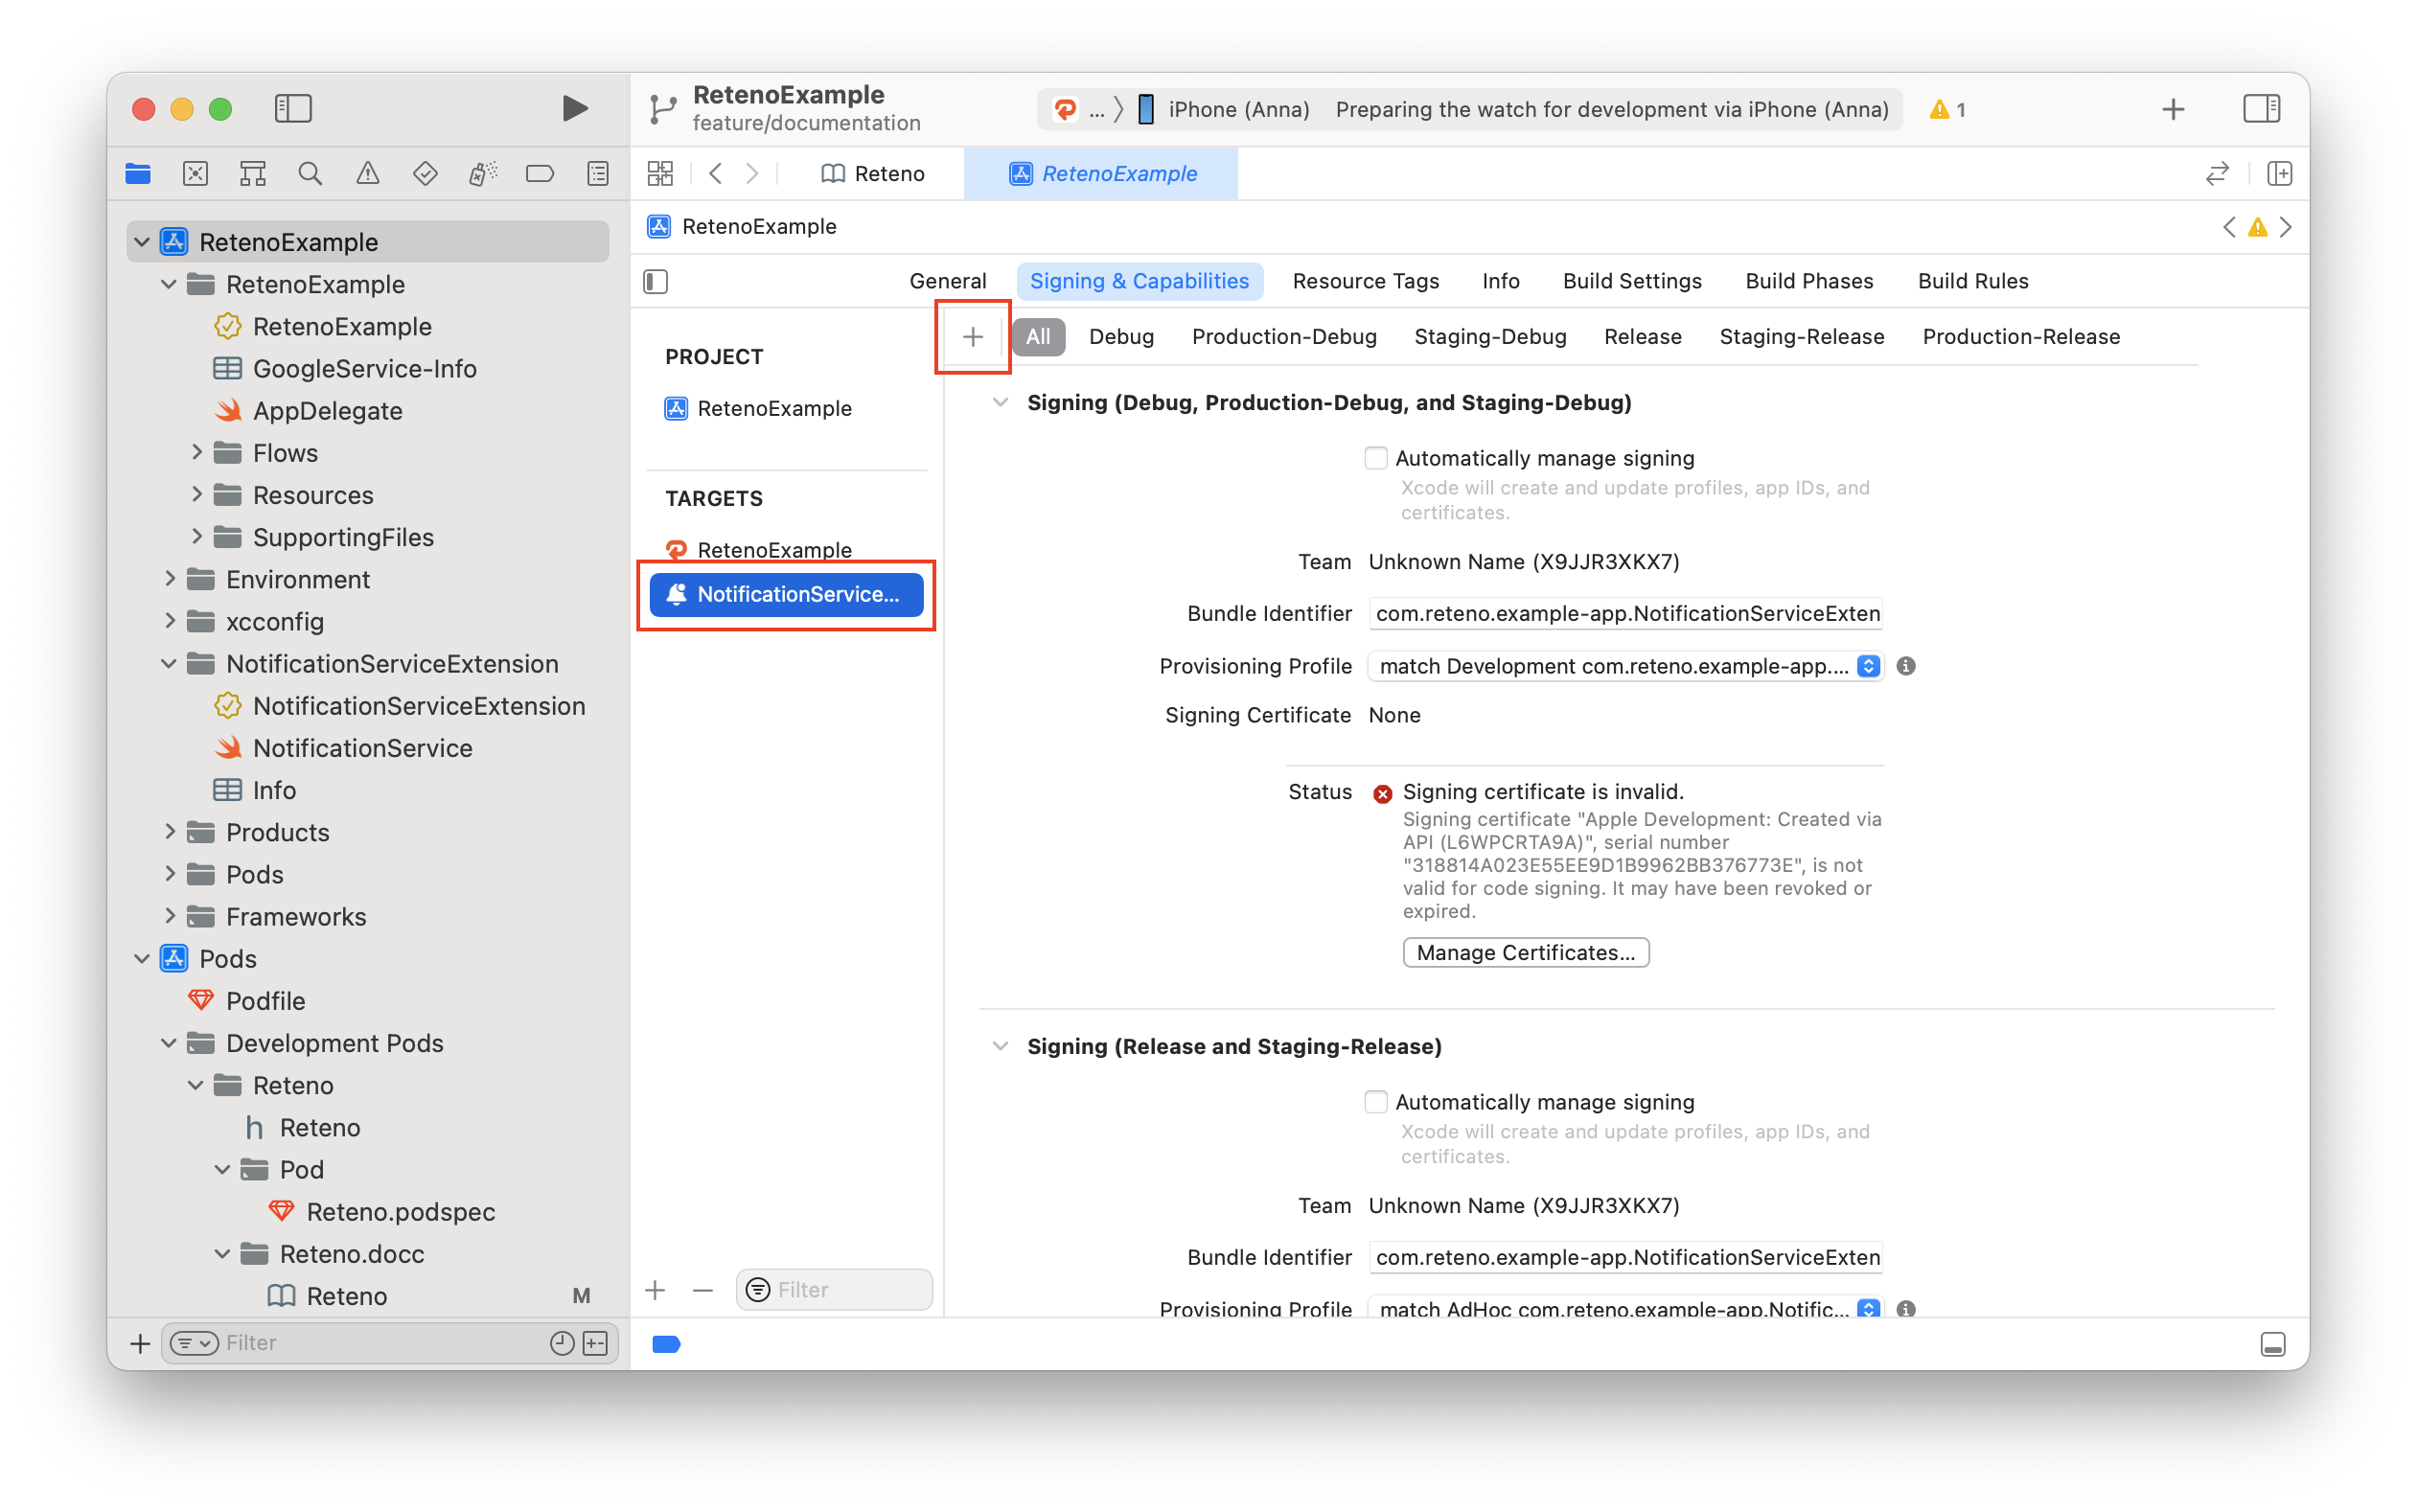 RetenoExample
feature/documentation
... iPhone (Anna) Preparing the watch for development via iPhone (Anna) 1
Reteno RetenoExample
RetenoExample
General Signing & Capabilities Resource Tags Info Build Settings Build Phases Build Rules
All Debug Production-Debug Staging-Debug Release Staging-Release Production-Release
RetenoExample
RetenoExample
RetenoExample
GoogleService-Info
AppDelegate
Flows
Resources
SupportingFiles
Environment
xcconfig
NotificationServiceExtension
NotificationServiceExtension
NotificationService
Info
Products
Pods
Frameworks
Pods
Podfile
Development Pods
Reteno
h Reteno
Pod
Reteno.podspec
Reteno.docc
Reteno M
Filter
PROJECT
RetenoExample
TARGETS
RetenoExample
NotificationService...
Filter
Signing (Debug, Production-Debug, and Staging-Debug)
Automatically manage signing
Xcode will create and update profiles, app IDs, and
certificates.
Team Unknown Name (X9JJR3XKX7)
Bundle Identifier com.reteno.example-app.NotificationServiceExten
Provisioning Profile match Development com.reteno.example-app....
Signing Certificate None
Status Signing certificate is invalid.
Signing certificate "Apple Development: Created via
API (L6WPCRTA9A)", serial number
"318814A023E55EE9D1B9962BB376773E", is not
valid for code signing. It may have been revoked or
expired.
Manage Certificates...
Signing (Release and Staging-Release)
Automatically manage signing
Xcode will create and update profiles, app IDs, and
certificates.
Team Unknown Name (X9JJR3XKX7)
Bundle Identifier com.reteno.example-app.NotificationServiceExten
Provisioning Profile match AdHoc com.reteno.example-app.Notific...